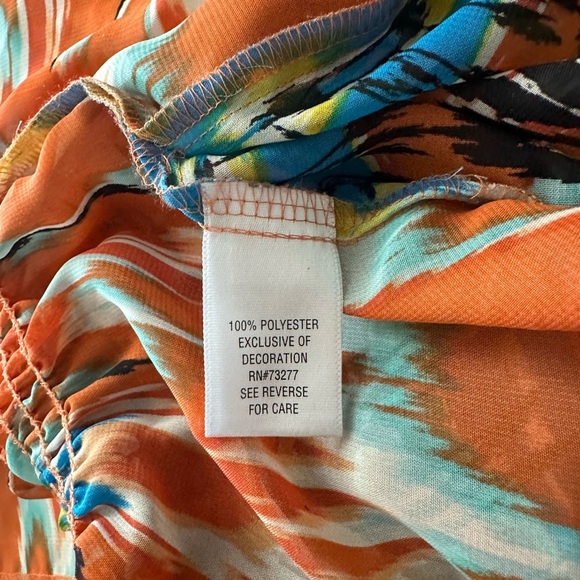 100% POLYESTER
EXCLUSIVE OF
DECORATION
RN#73277
SEE REVERSE
FOR CARE